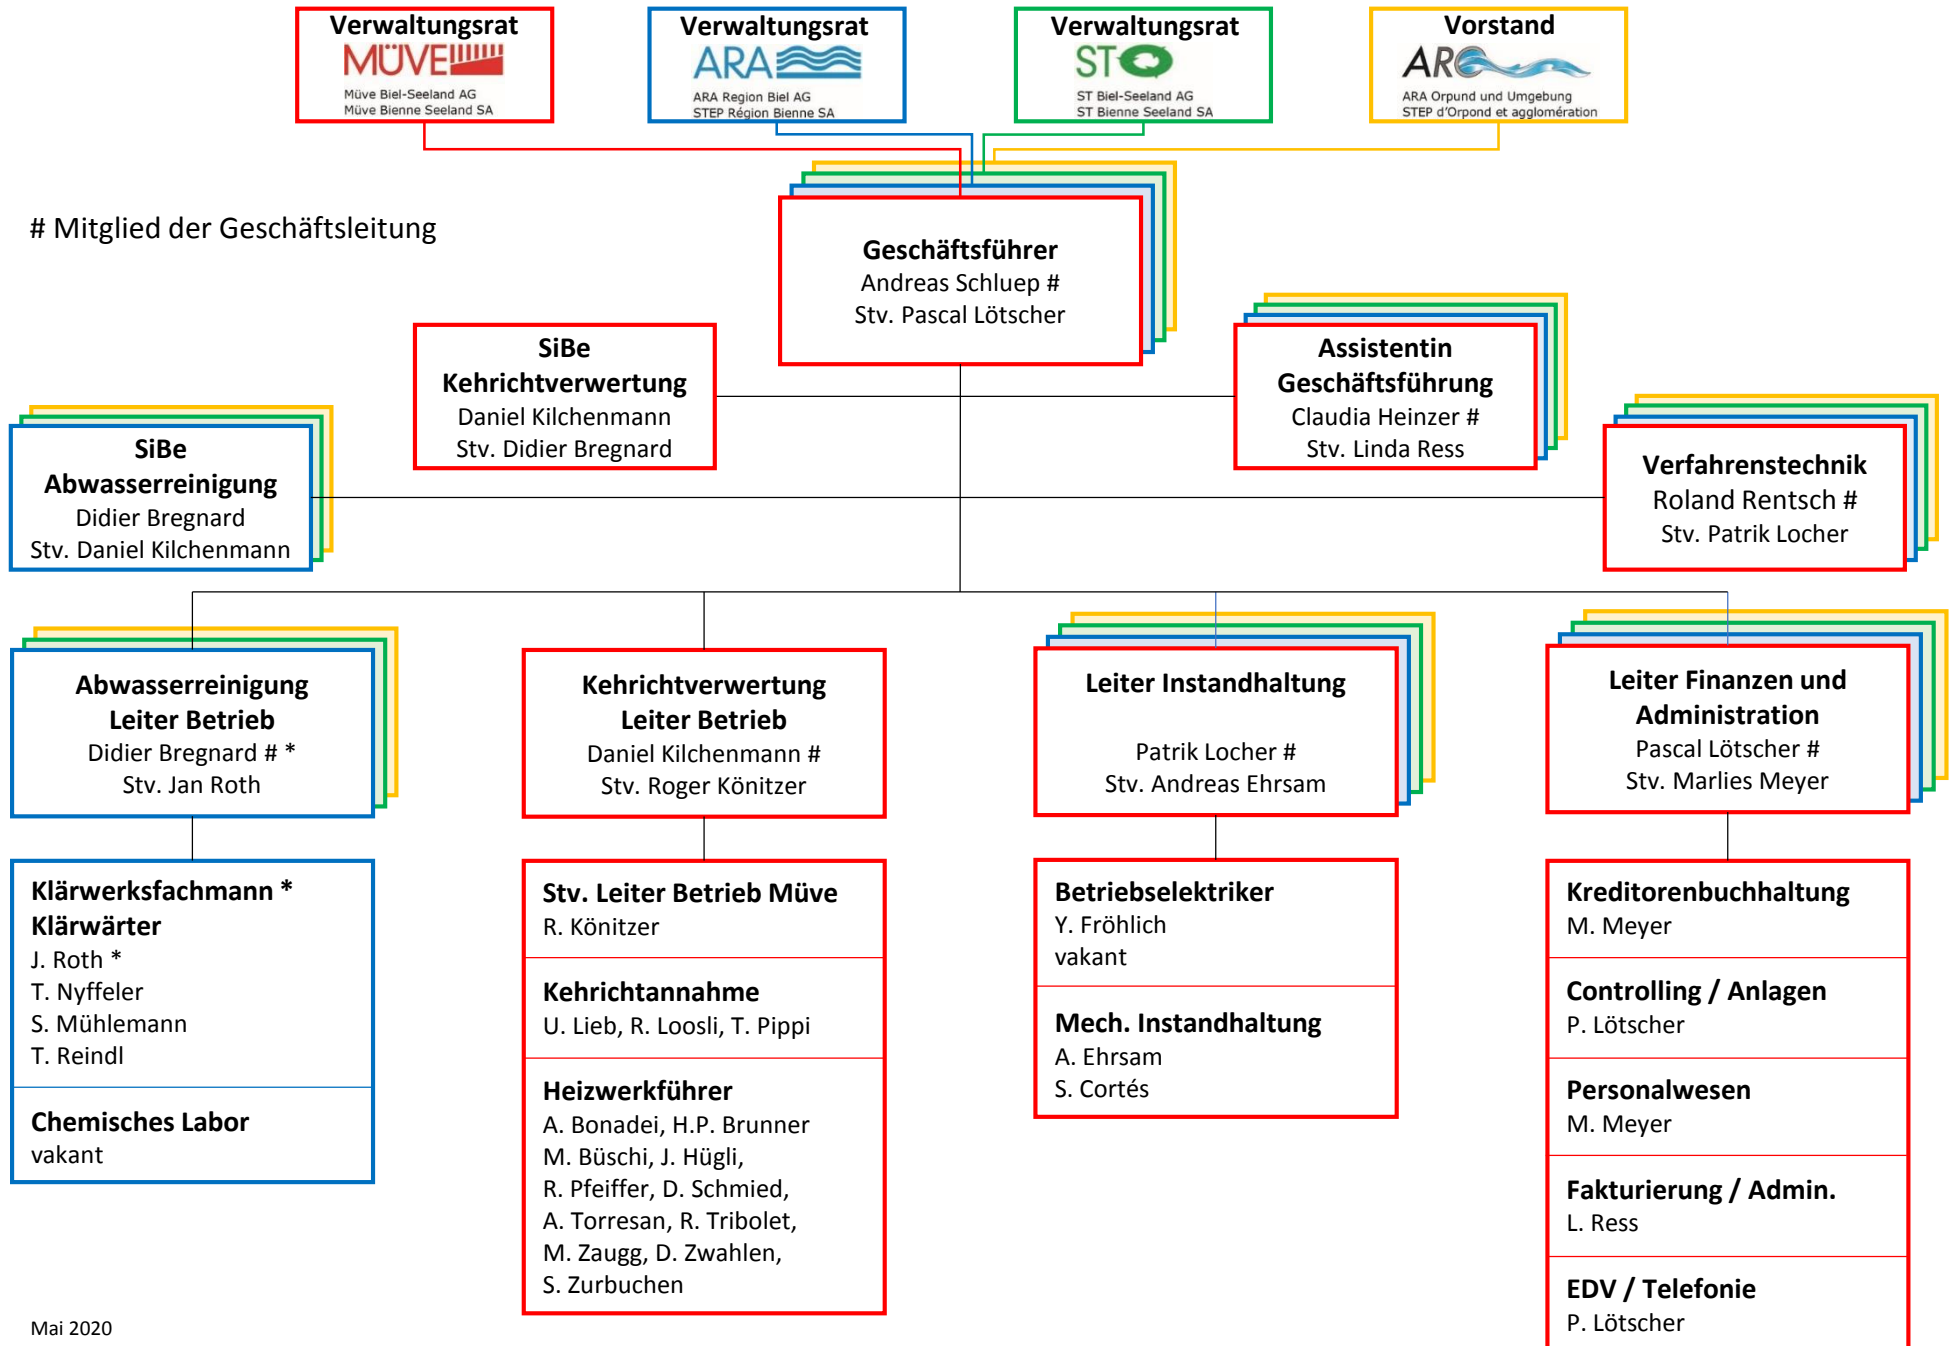 Verwaltungsrat
MÜVE
Müve Biel-Seeland AG
Müve Bienne Seeland SA
Verwaltungsrat
ARA
ARA Region Biel AG
STEP Région Bienne SA
Verwaltungsrat
ST
ST Biel-Seeland AG
ST Bienne Seeland SA
Vorstand
ARO
ARA Orpund und Umgebung
STEP d'Orpond et agglomération
# Mitglied der Geschäftsleitung
Geschäftsführer
Andreas Schluep #
Stv. Pascal Lötscher
SiBe
Kehrichtverwertung
Daniel Kilchenmann
Stv. Didier Bregnard
Assistentin
Geschäftsführung
Claudia Heinzer #
Stv. Linda Ress
SiBe
Abwasserreinigung
Didier Bregnard
Stv. Daniel Kilchenmann
Verfahrenstechnik
Roland Rentsch #
Stv. Patrik Locher
Abwasserreinigung
Leiter Betrieb
Didier Bregnard # *
Stv. Jan Roth
Kehrichtverwertung
Leiter Betrieb
Daniel Kilchenmann #
Stv. Roger Könitzer
Leiter Instandhaltung
Patrik Locher #
Stv. Andreas Ehrsam
Leiter Finanzen und
Administration
Pascal Lötscher #
Stv. Marlies Meyer
Klärwerksfachmann *
Klärwärter
J. Roth *
T. Nyffeler
S. Mühlemann
T. Reindl
Chemisches Labor
vakant
Stv. Leiter Betrieb Müve
R. Könitzer
Kehrichtannahme
U. Lieb, R. Loosli, T. Pippi
Heizwerkführer
A. Bonadei, H.P. Brunner
M. Büschi, J. Hügli,
R. Pfeiffer, D. Schmied,
A. Torresan, R. Tribolet,
M. Zaugg, D. Zwahlen,
S. Zurbuchen
Betriebselektriker
Y. Fröhlich
vakant
Mech. Instandhaltung
A. Ehrsam
S. Cortés
Kreditorenbuchhaltung
M. Meyer
Controlling / Anlagen
P. Lötscher
Personalwesen
M. Meyer
Fakturierung / Admin.
L. Ress
EDV / Telefonie
P. Lötscher
Mai 2020